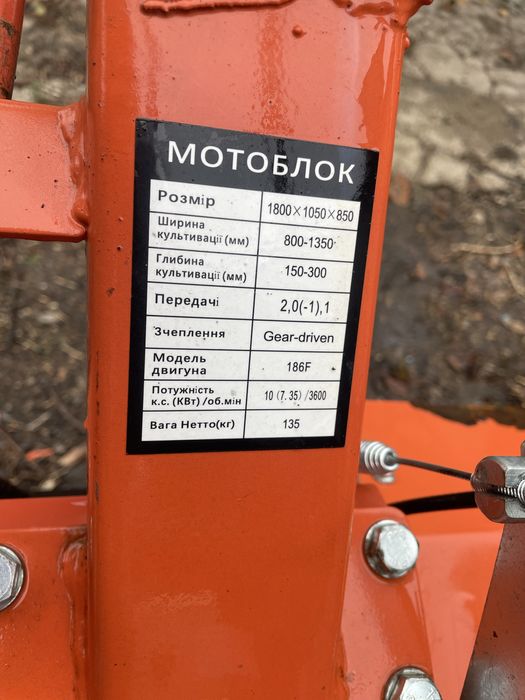 МОТОБЛОК
Розмір 1800×1050×850
Ширина
культивації (мм) 800-1350
Глибина
культивації (мм) 150-300
Передачі 2,0(-1),1
Зчеплення Gear-driven
Модель
двигуна 186F
Потужність
к.с. (КВт) /об.мін 10 (7.35) /3600
Вага Нетто(кг) 135